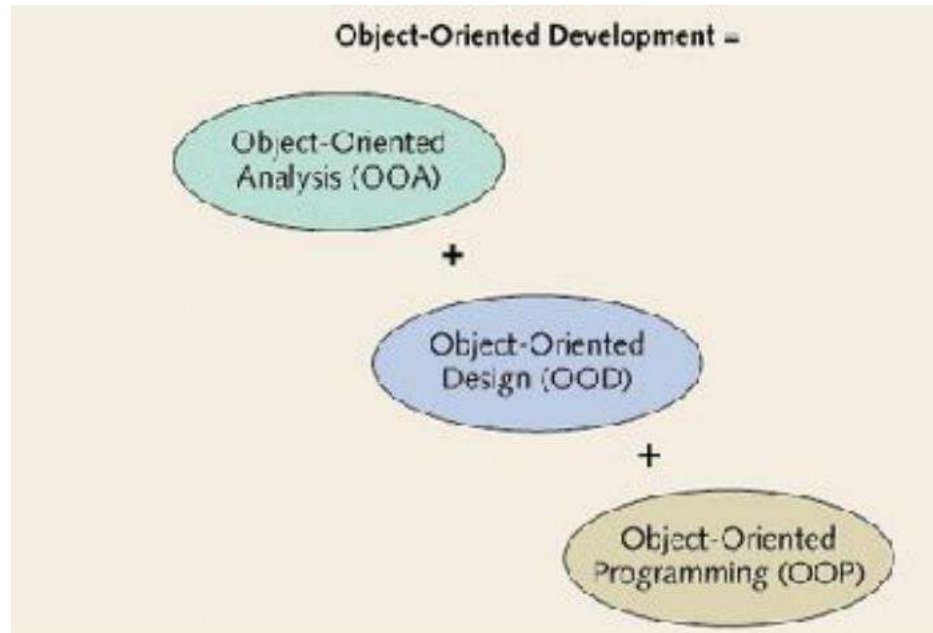 Object-Oriented Development =
Object-Oriented
Analysis (OOA)
+
Object-Oriented
Design (OOD)
+
Object-Oriented
Programming (OOP)